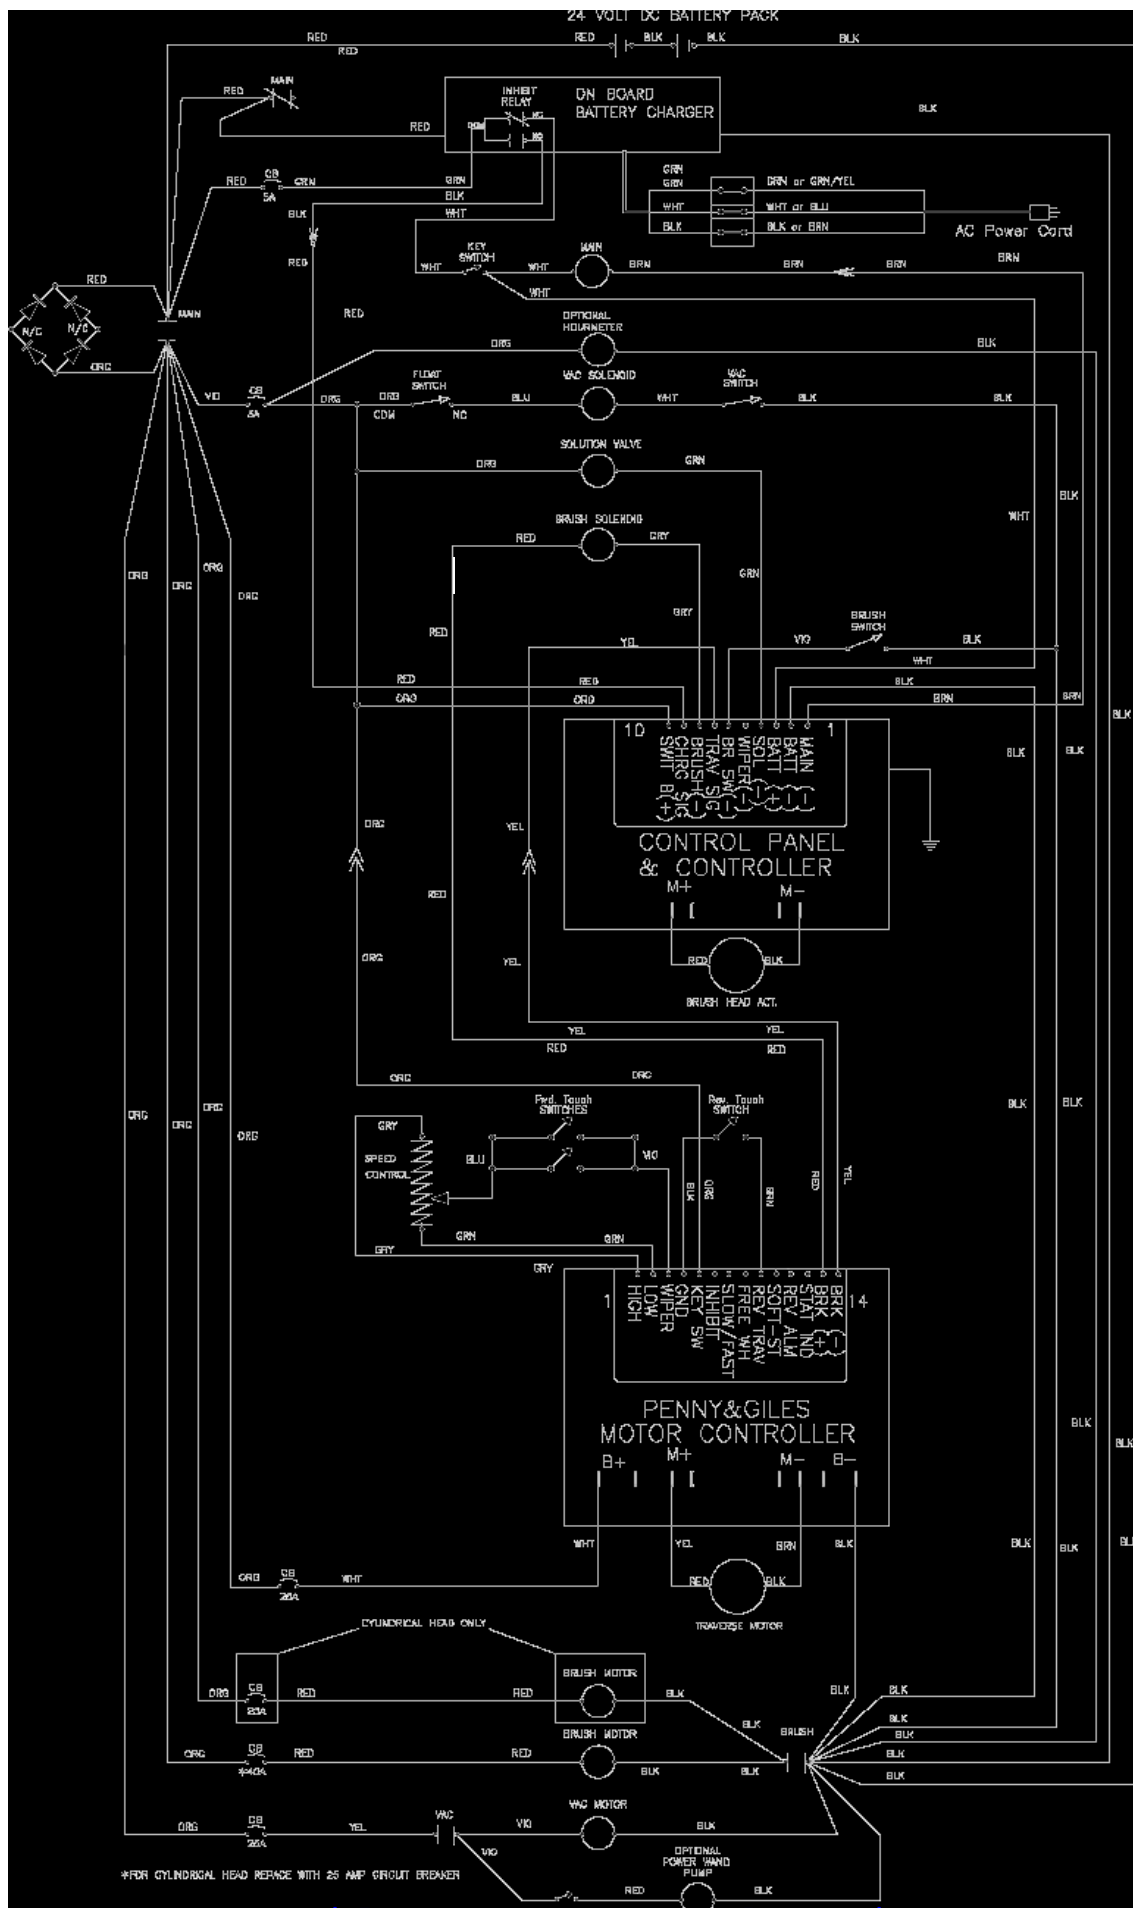 24 VOLT DC BATTERY PACK
RED RED BLK BLK BLK
RED
MAIN
RED
INHIBIT
RELAY
NC
COM
NO
ON BOARD
BATTERY CHARGER
BLK
RED
RED CB GRN GRN
5A BLK
BLK WHT
GRN
GRN GRN or GRN/YEL
WHT WHT or BLU
BLK BLK or BRN
AC Power Cord
RED
KEY
SWITCH
MAIN
WHT WHT BRN BRN BRN BRN
WHT
RED
N/C N/C
MAIN
ORG
RED
OPTIONAL
HOURMETER
ORG BLK
FLOAT
SWITCH
VAC SOLENOID
VAC
SWITCH
VIO CB ORG ORG BLU WHT BLK BLK
5A COM NC
SOLUTION VALVE
ORG GRN
BLK
WHT
BRUSH SOLENOID
RED GRY
GRN
ORG ORG ORG ORG
GRY
RED
YEL
BRUSH
SWITCH
VIO BLK
WHT
RED RED BLK
ORG ORG BRN BRN
BLK
10 1
SWIT B(+)
CHRG SIG
BRUSH(-)
TRAV SIG
BR SW(-)
WIPER(-)
SOL(-)
BATT(+)
BATT(-)
MAIN(-)
BLK BLK
ORG YEL
CONTROL PANEL
& CONTROLLER
M+ M-
RED
ORG YEL
RED BLK
BRUSH HEAD ACT.
YEL YEL
RED RED
ORG ORG
Fwd. Touch
SWITCHES
Rev. Touch
SWITCH
BLK BLK
ORG ORG ORG ORG
GRY
SPEED
CONTROL
BLU VIO
BLK ORG BRN RED YEL
GRN GRN
GRY
GRY
1 14
HIGH
LOW
WIPER
GND
KEY SW
INHIBIT
SLOW/FAST
FREE WH
REV TRAV
SOFT-ST
REV ALM
STAT IND
BRK(+)
BRK(-)
PENNY&GILES
MOTOR CONTROLLER
B+ M+ M- B-
BLK
BLK
WHT YEL BRN BLK BLK BLK
ORG CB WHT
25A
RED BLK
TRAVERSE MOTOR
CYLINDRICAL HEAD ONLY
BRUSH MOTOR
ORG CB RED RED BLK
25A
BLK BLK
BRUSH MOTOR
BLK BRUSH BLK
BLK
ORG CB RED RED BLK
*40A BLK BLK BLK
VAC MOTOR
ORG CB YEL VAC VIO BLK
25A VIO
OPTIONAL
POWER WAND
PUMP
RED BLK
*FOR CYLINDRICAL HEAD REPACE WITH 25 AMP CIRCUIT BREAKER